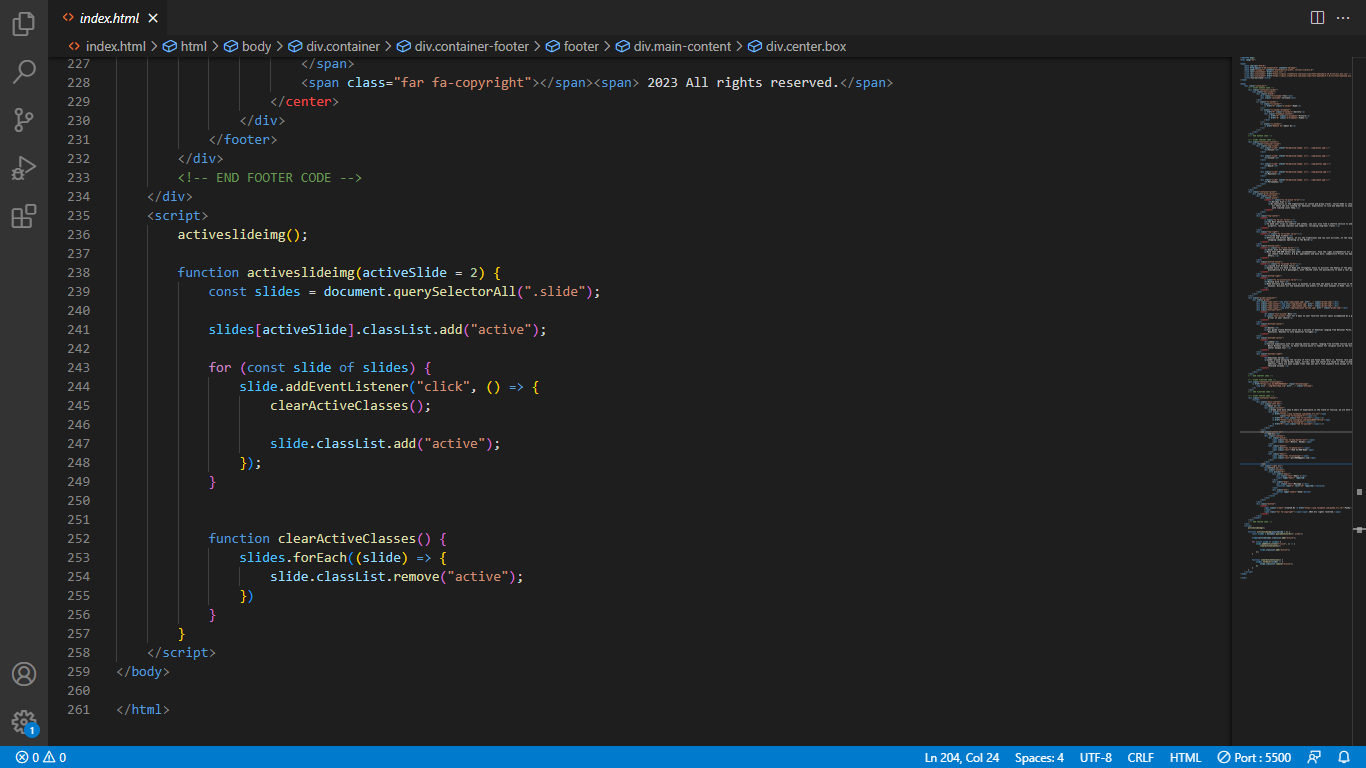 index.html
index.html > html > body > div.container > div.container-footer > footer > div.main-content > div.center.box
227 </span>
228 <span class="far fa-copyright"></span><span> 2023 All rights reserved.</span>
229 </center>
230 </div>
231 </footer>
232 </div>
233 <!-- END FOOTER CODE -->
234 </div>
235 <script>
236 activeslideimg();
237
238 function activeslideimg(activeSlide = 2) {
239 const slides = document.querySelectorAll(".slide");
240
241 slides[activeSlide].classList.add("active");
242
243 for (const slide of slides) {
244 slide.addEventListener("click", () => {
245 clearActiveClasses();
246
247 slide.classList.add("active");
248 });
249 }
250
251
252 function clearActiveClasses() {
253 slides.forEach((slide) => {
254 slide.classList.remove("active");
255 })
256 }
257 }
258 </script>
259 </body>
260
261 </html>
1
0 0 Ln 204, Col 24 Spaces: 4 UTF-8 CRLF HTML Port : 5500